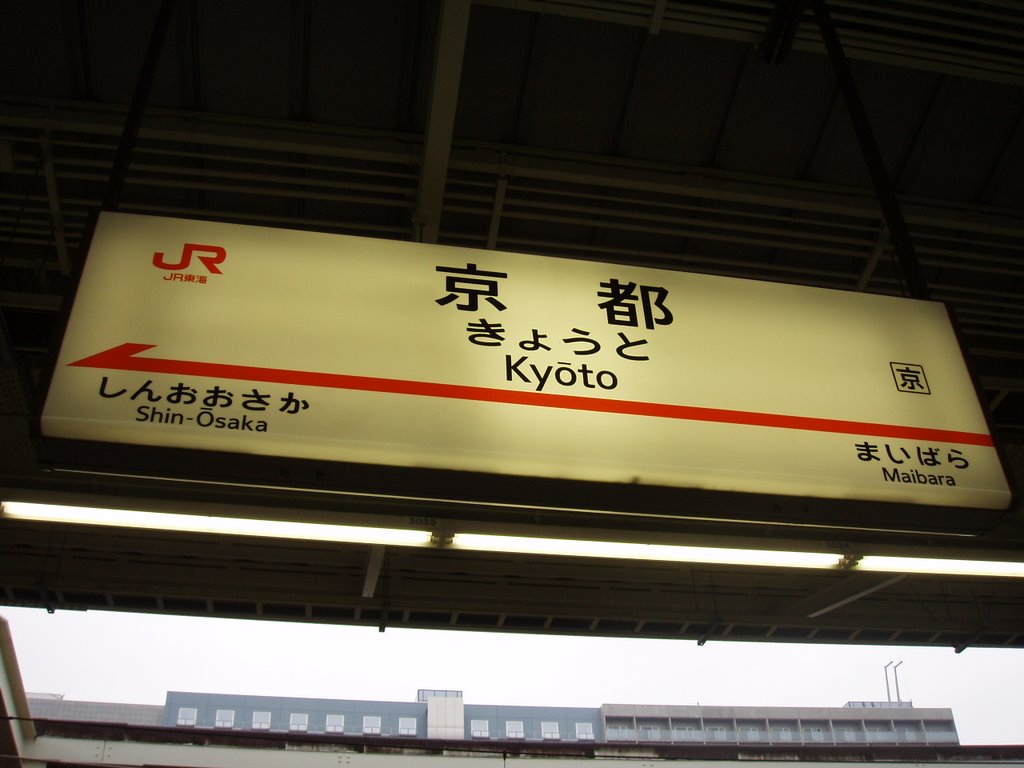 JR
JR東海
京都
きょうと
Kyōto
京
しんおおさか
Shin-Ōsaka
まいばら
Maibara
3035